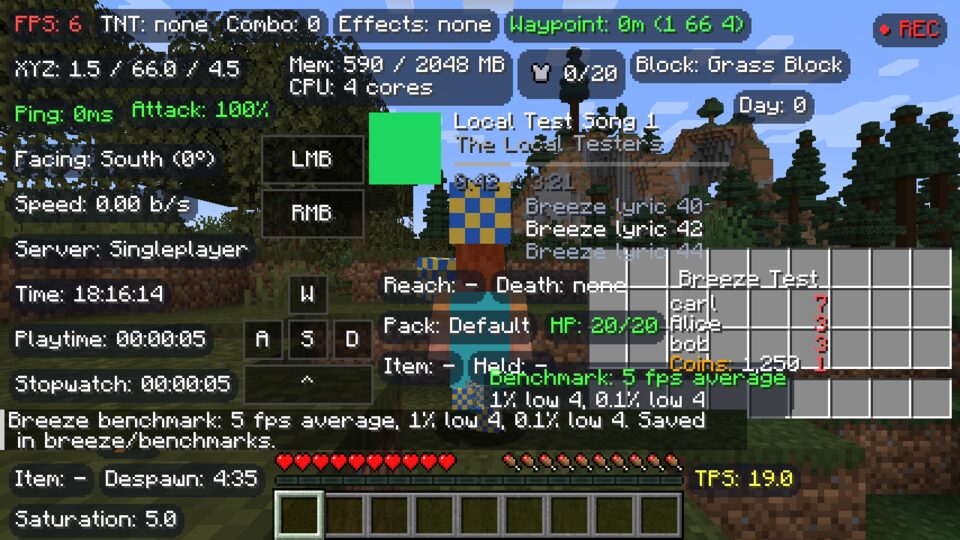 FPS: 6 TNT: none Combo: 0 Effects: none Waypoint: 0m (1 66 4) REC
XYZ: 1.5 / 66.0 / 4.5 Mem: 590 / 2048 MB 0/20 Block: Grass Block
CPU: 4 cores
Ping: 0ms Attack: 100% Day: 0
Local Test Song 1
The Local Testers
Facing: South (0°) LMB
0:42 3:21
Speed: 0.00 b/s RMB Breeze lyric 40
Breeze lyric 42
Server: Singleplayer Breeze lyric 44
Reach: - Death: none Breeze Test
Time: 18:16:14 W carl 7
Pack: Default HP: 20/20 Alice 3
Playtime: 00:00:05 A S D bob 3
Item: - Held: - Coins: 1,250 1
Stopwatch: 00:00:05 ^ Benchmark: 5 fps average
1% low 4, 0.1% low 4
Breeze benchmark: 5 fps average, 1% low 4, 0.1% low 4. Saved
in breeze/benchmarks.
Item: - Despawn: 4:35 TPS: 19.0
Saturation: 5.0